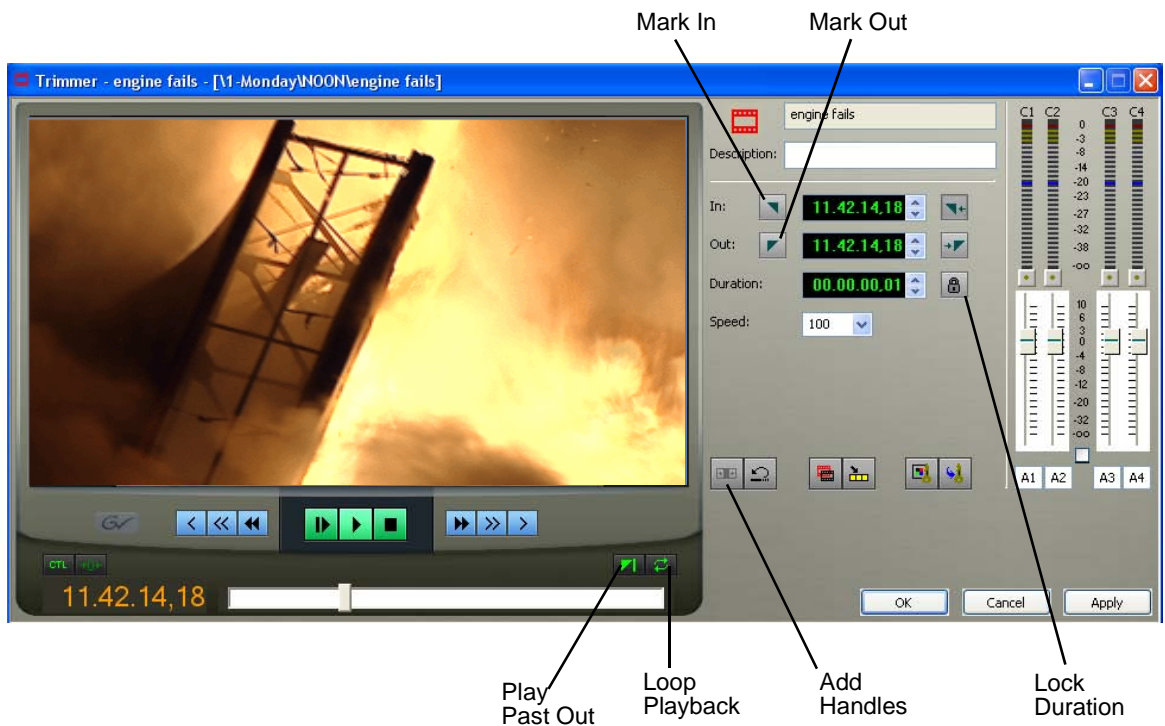 Mark In
Mark Out
Trimmer - engine fails - [\1-Monday\NOON\engine fails]
engine fails
Description:
In:
11.42.14,18
Out:
11.42.14,18
Duration:
00.00.00,01
Speed:
100
C1 C2 C3 C4
0
-3
-8
-14
-20
-23
-27
-32
-38
-oo
10
6
3
0
-4
-8
-12
-20
-32
-oo
A1 A2 A3 A4
GV
CTL
11.42.14,18
OK
Cancel
Apply
Play
Past Out
Loop
Playback
Add
Handles
Lock
Duration